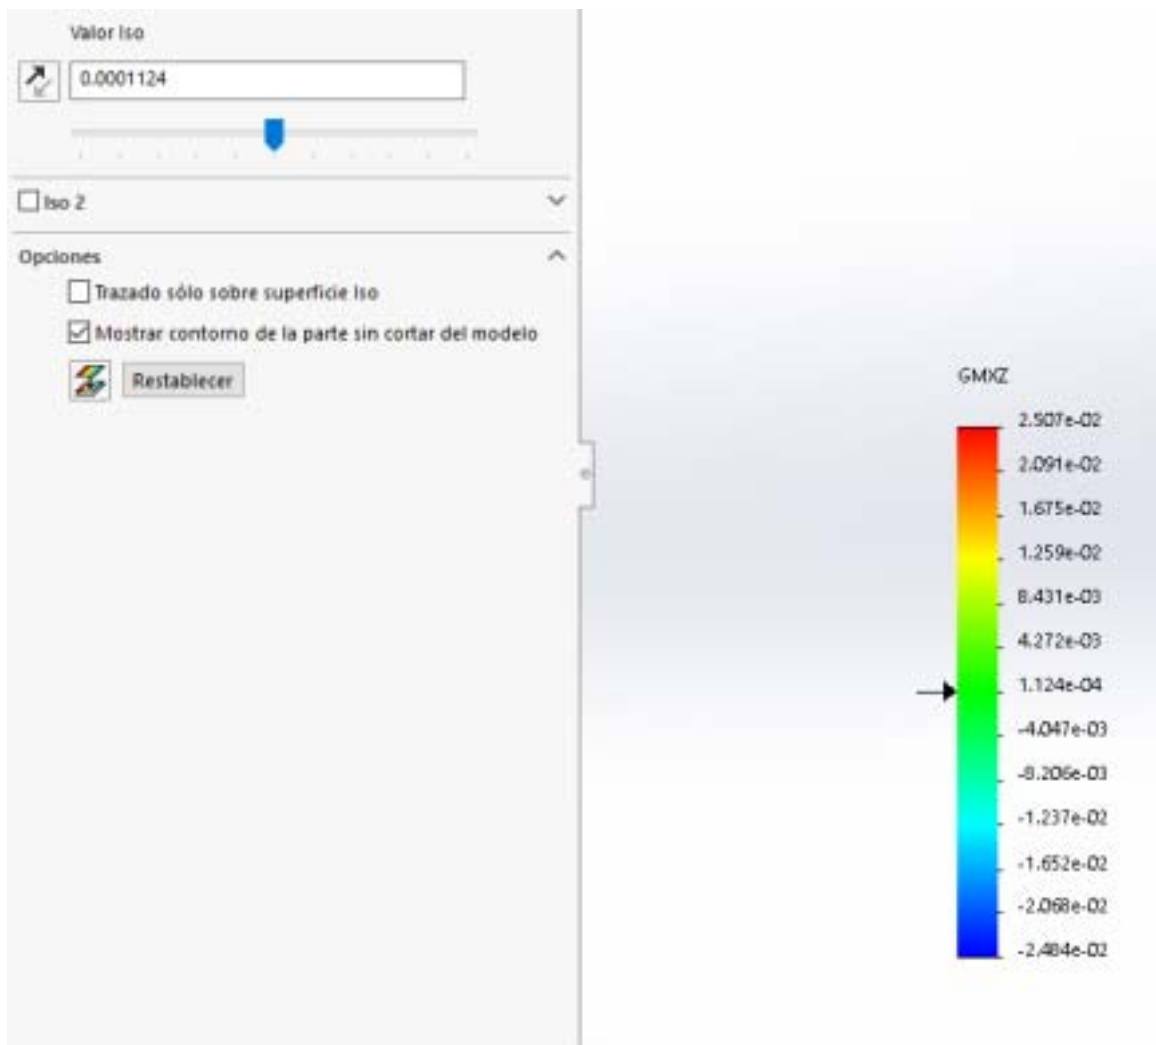 Valor Iso
0.0001124
Iso 2
Opciones
Trazado sólo sobre superficie Iso
Mostrar contorno de la parte sin cortar del modelo
Restablecer
GMXZ
2.507e-02
2.091e-02
1.675e-02
1.259e-02
8.431e-03
4.272e-03
1.124e-04
-4.047e-03
-8.206e-03
-1.237e-02
-1.652e-02
-2.068e-02
-2.484e-02